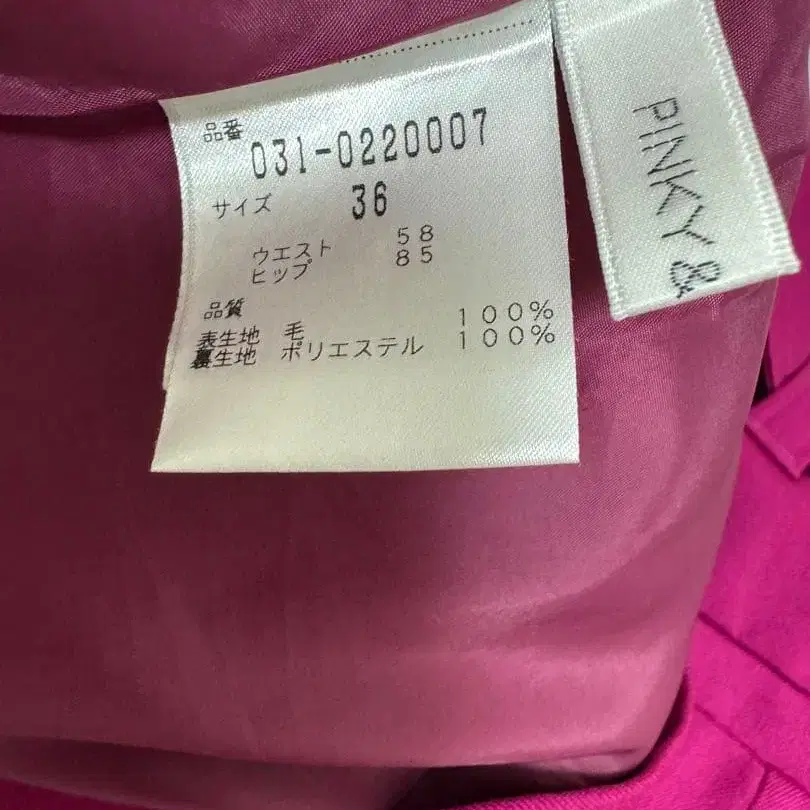 品番
031-0220007
サイズ 36
ウエスト 58
ヒップ 85
品質
表生地 毛 100%
裏生地 ポリエステル 100%
PINKY &